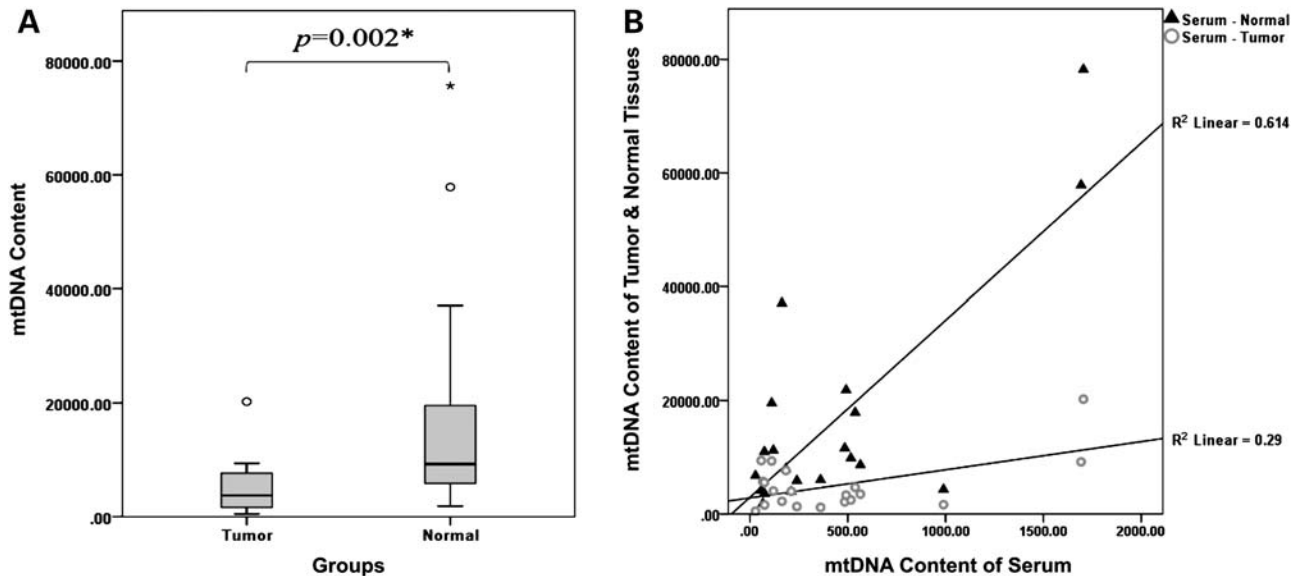 A
p=0.002*
80000.00
60000.00
40000.00
20000.00
.00
mtDNA Content
Tumor
Normal
Groups
B
Serum - Normal
Serum - Tumor
80000.00
60000.00
40000.00
20000.00
.00
mtDNA Content of Tumor & Normal Tissues
R² Linear = 0.614
R² Linear = 0.29
.00
500.00
1000.00
1500.00
2000.00
mtDNA Content of Serum